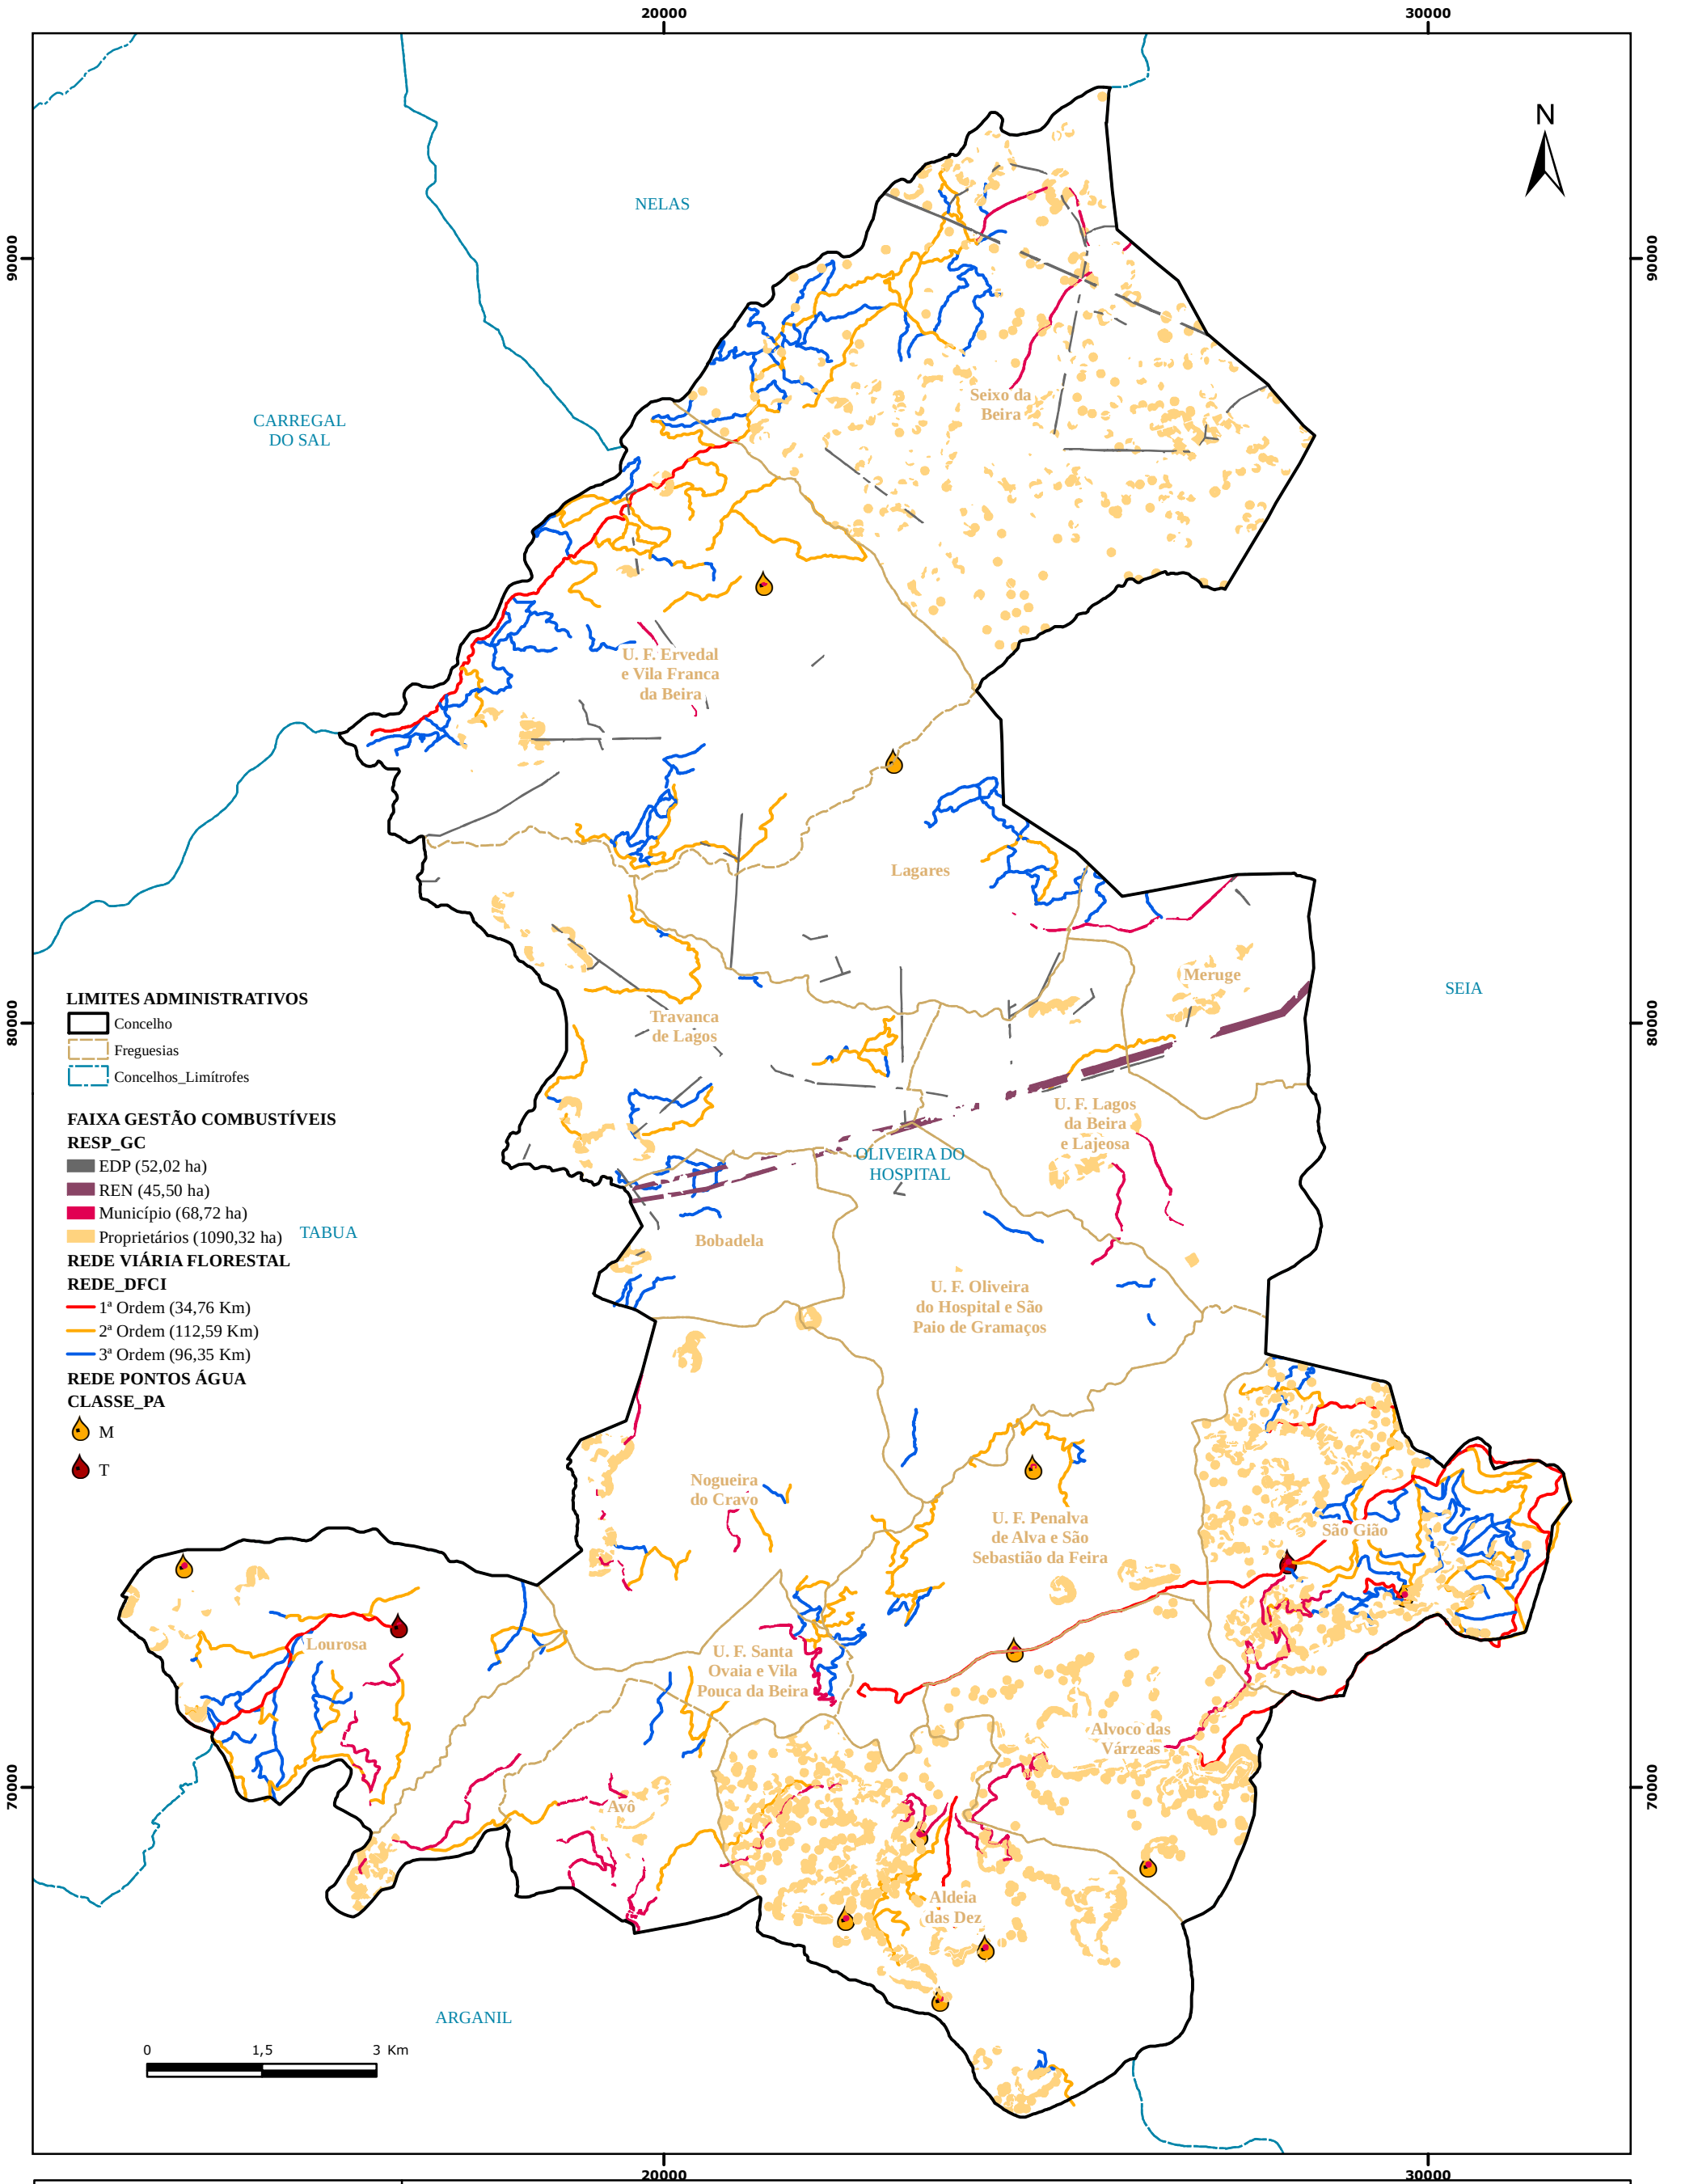 20000
30000
N
NELAS
90000
90000
CARREGAL
DO SAL
Seixo da
Beira
U. F. Ervedal
e Vila Franca
da Beira
Lagares
Meruge
SEIA
LIMITES ADMINISTRATIVOS
Concelho
Freguesias
Concelhos_Limítrofes
80000
80000
Travanca
de Lagos
FAIXA GESTÃO COMBUSTÍVEIS
RESP_GC
EDP (52,02 ha)
REN (45,50 ha)
Município (68,72 ha)
Proprietários (1090,32 ha)
REDE VIÁRIA FLORESTAL
REDE_DFCI
1ª Ordem (34,76 Km)
2ª Ordem (112,59 Km)
3ª Ordem (96,35 Km)
REDE PONTOS ÁGUA
CLASSE_PA
M
T
TABUA
U. F. Lagos
da Beira
e Lajeosa
OLIVEIRA DO
HOSPITAL
Bobadela
U. F. Oliveira
do Hospital e São
Paio de Gramaços
Nogueira
do Cravo
U. F. Penalva
de Alva e São
Sebastião da Feira
São Gião
Lourosa
U. F. Santa
Ovaia e Vila
Pouca da Beira
Alvoco das
Várzeas
70000
70000
Avô
Aldeia
das Dez
ARGANIL
0 1,5 3 Km
20000
30000